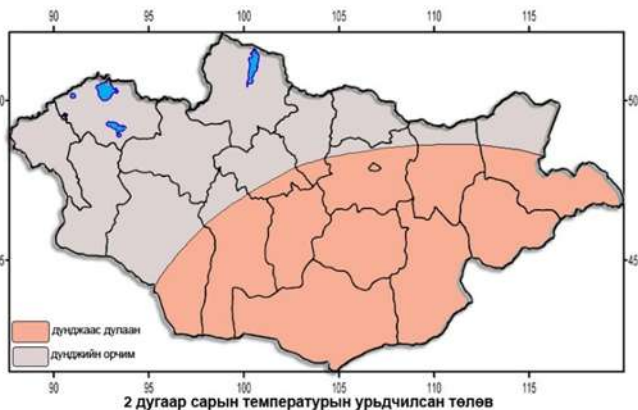 90 95 100 105 110 115
50 50
45 45
дунджаас дулаан
дунджийн орчим
90 95 100 105 110 115
2 дугаар сарын температурын урьдчилсан төлөв